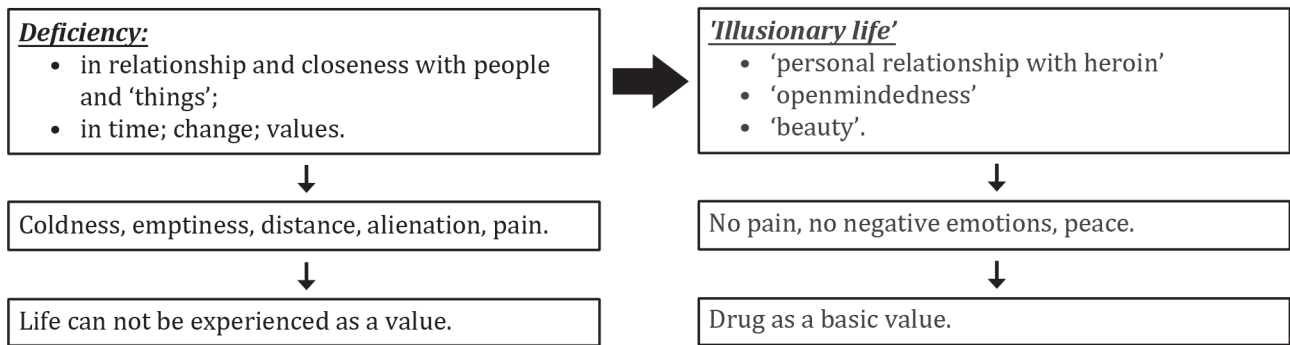 Deficiency:
• in relationship and closeness with people
and ‘things’;
• in time; change; values.
Coldness, emptiness, distance, alienation, pain.
Life can not be experienced as a value.
'Illusionary life’
• ‘personal relationship with heroin’
• ‘openmindedness’
• ‘beauty’.
No pain, no negative emotions, peace.
Drug as a basic value.